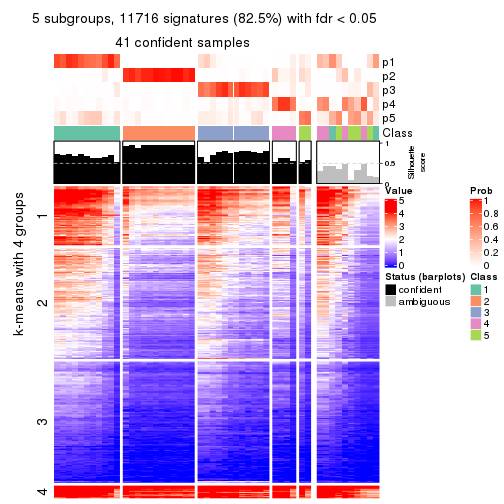 5 subgroups, 11716 signatures (82.5%) with fdr < 0.05
41 confident samples
p1
p2
p3
p4
p5
Class
1
0.5
0
Silhouette
score
k-means with 4 groups
1
2
3
4
Value
5
4
3
2
1
0
Prob
1
0.8
0.6
0.4
0.2
0
Status (barplots)
confident
ambiguous
Class
1
2
3
4
5